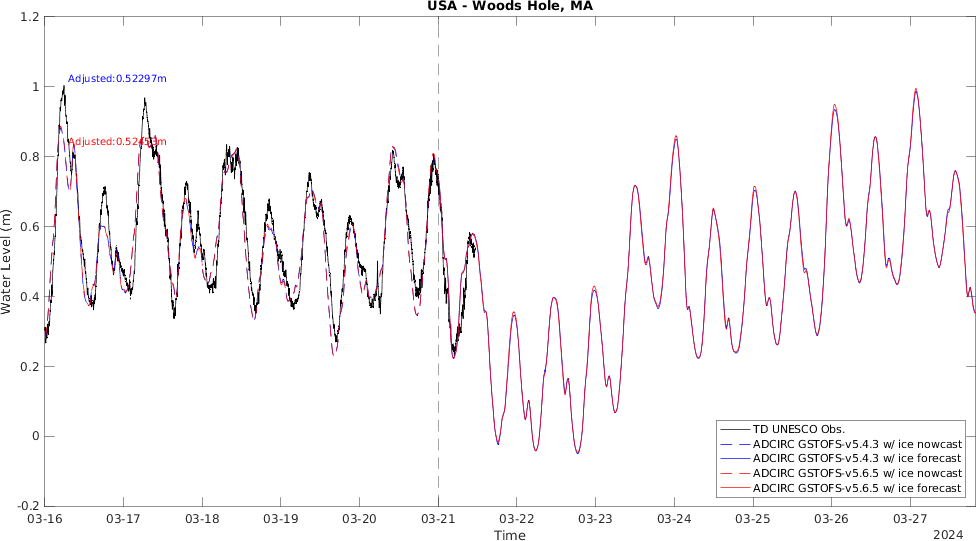 USA - Woods Hole, MA
Water Level (m)
1.2
1
0.8
0.6
0.4
0.2
0
-0.2
Adjusted:0.52297m
TD UNESCO Obs.
ADCIRC GSTOFS-v5.4.3 w/ ice nowcast
ADCIRC GSTOFS-v5.4.3 w/ ice forecast
ADCIRC GSTOFS-v5.6.5 w/ ice nowcast
ADCIRC GSTOFS-v5.6.5 w/ ice forecast
03-16 03-17 03-18 03-19 03-20 03-21 03-22 03-23 03-24 03-25 03-26 03-27
Time
2024